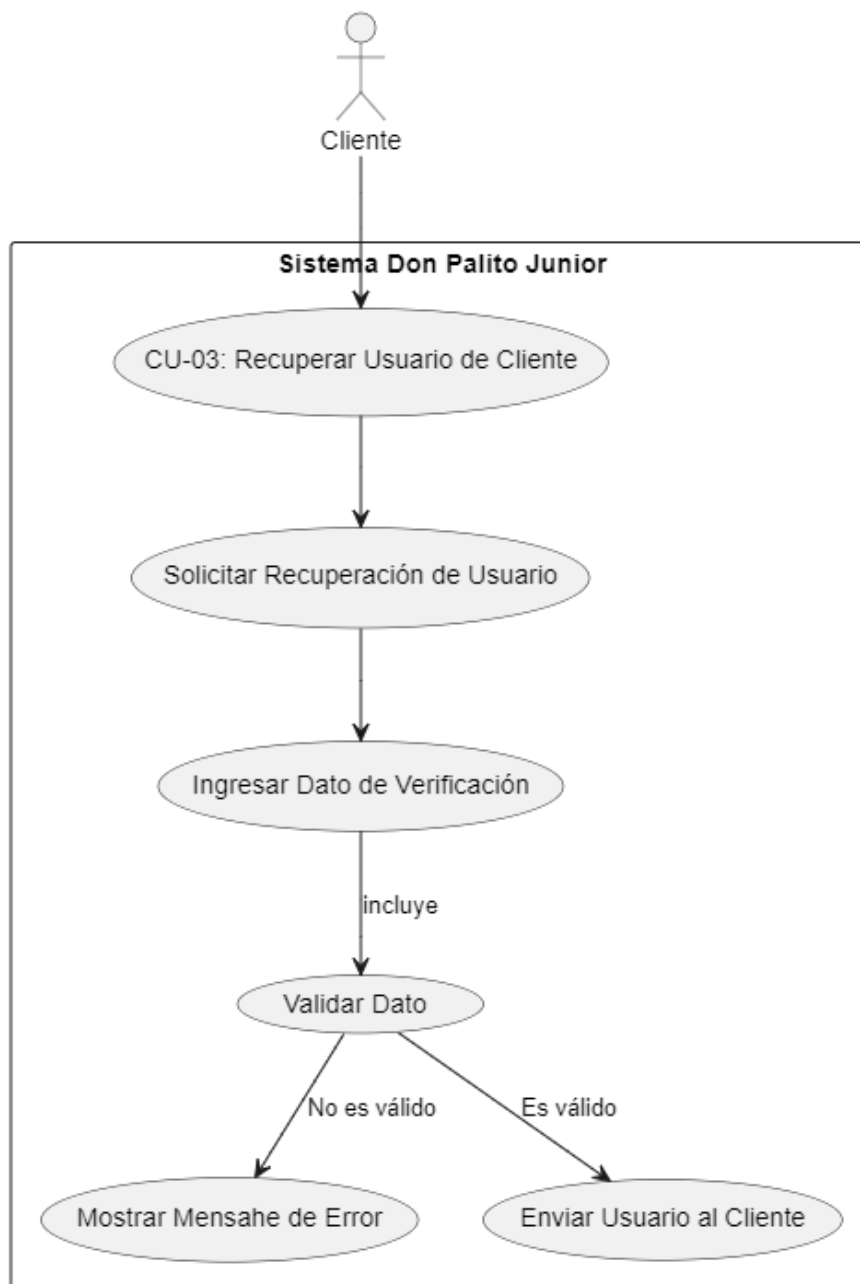 Cliente
Sistema Don Palito Junior
CU-03: Recuperar Usuario de Cliente
Solicitar Recuperación de Usuario
Ingresar Dato de Verificación
incluye
Validar Dato
No es válido
Es válido
Mostrar Mensahe de Error
Enviar Usuario al Cliente